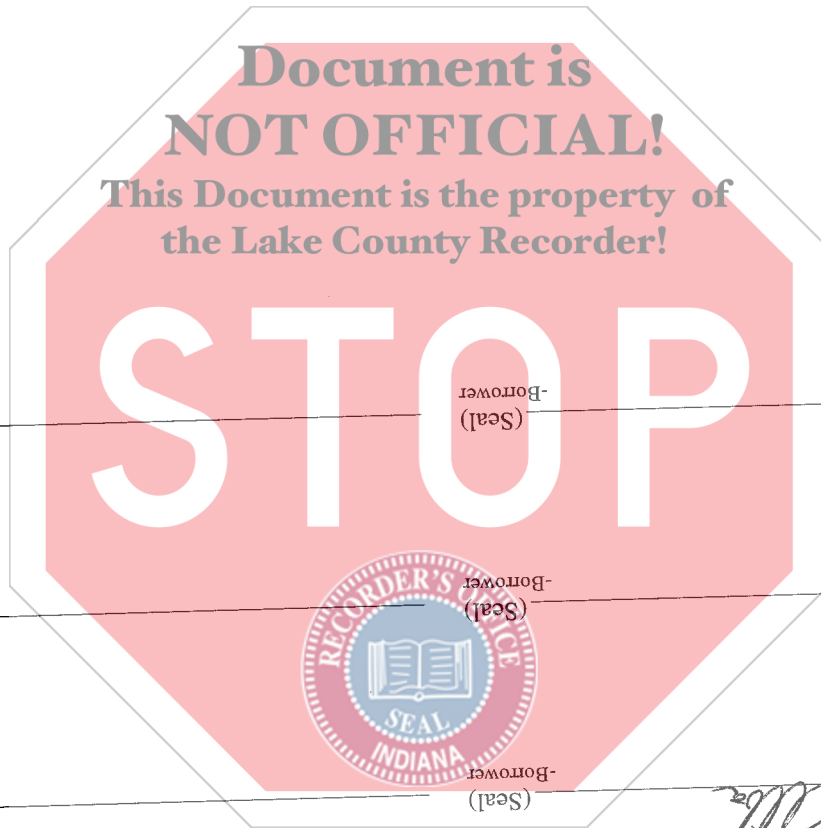 Document is
NOT OFFICIAL!
This Document is the property of
the Lake County Recorder!
STOP
-Borrower
(Seal)
-Borrower
(Seal)
RECORDER'S OFFICE
SEAL
INDIANA
-Borrower
(Seal)